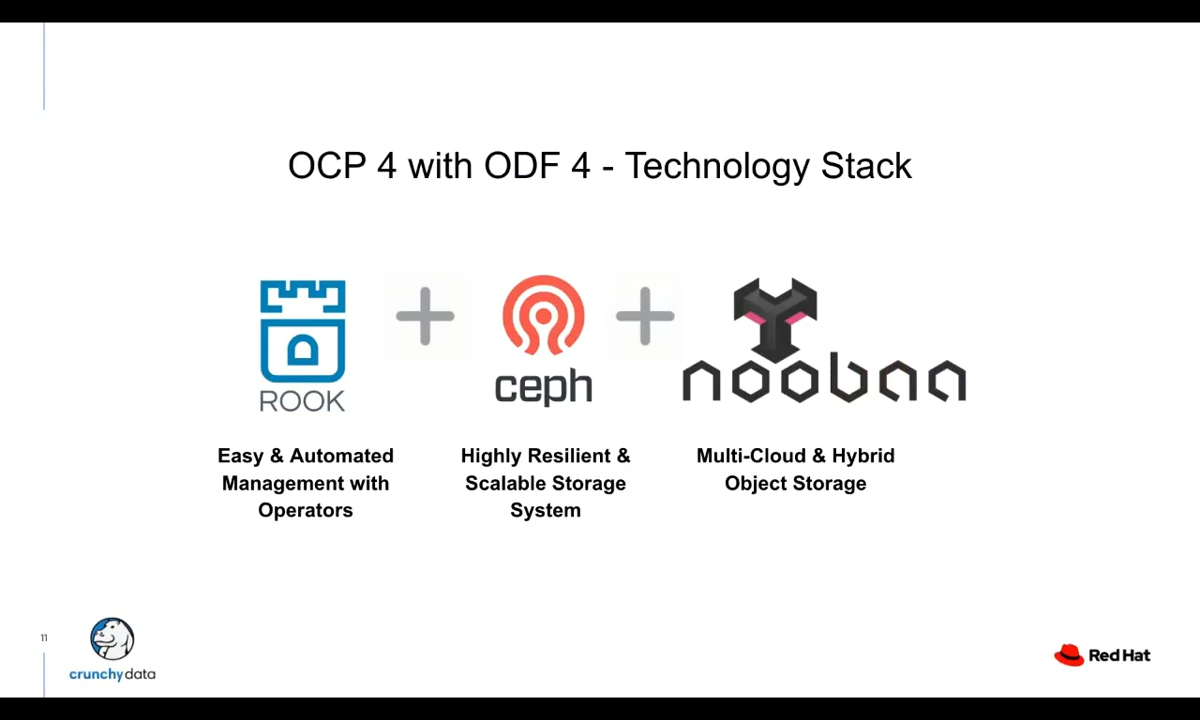 OCP 4 with ODF 4 - Technology Stack
ROOK
ceph
noobaa
Easy & Automated
Management with
Operators
Highly Resilient &
Scalable Storage
System
Multi-Cloud & Hybrid
Object Storage
11
crunchydata
Red Hat